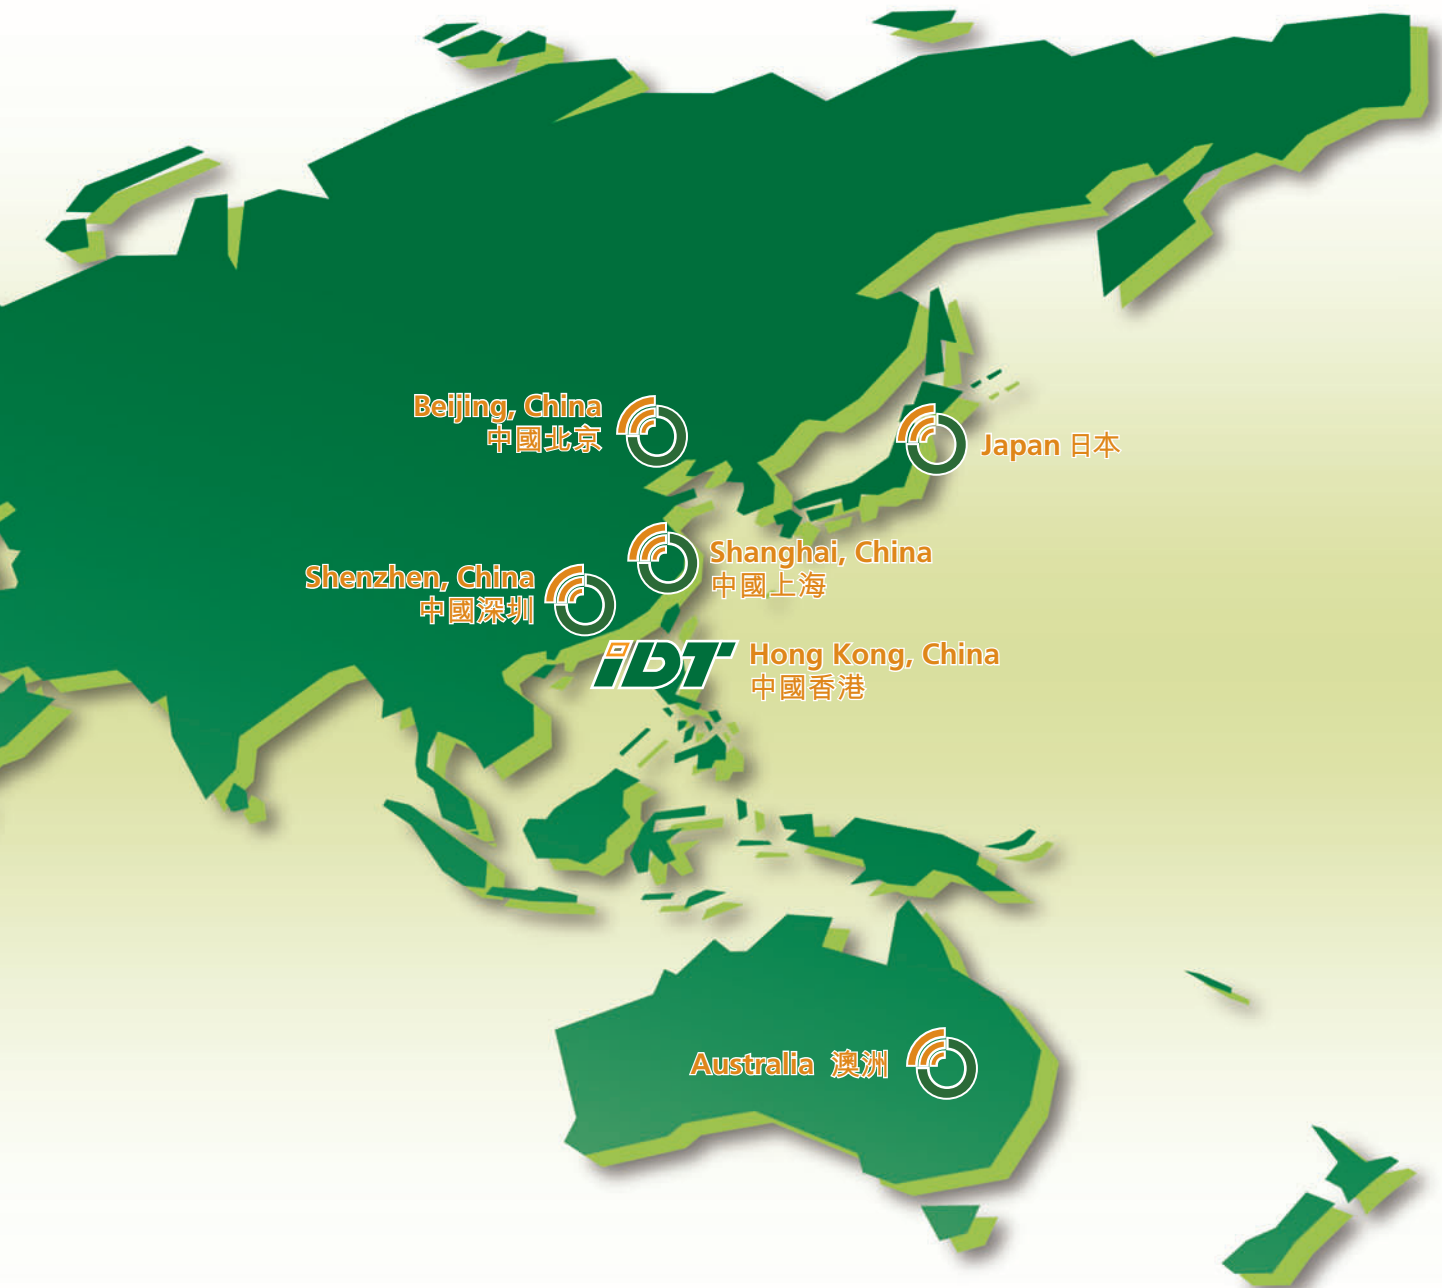 Beijing, China
中國北京
Japan 日本
Shanghai, China
中國上海
Shenzhen, China
中國深圳
iDT
Hong Kong, China
中國香港
Australia 澳洲